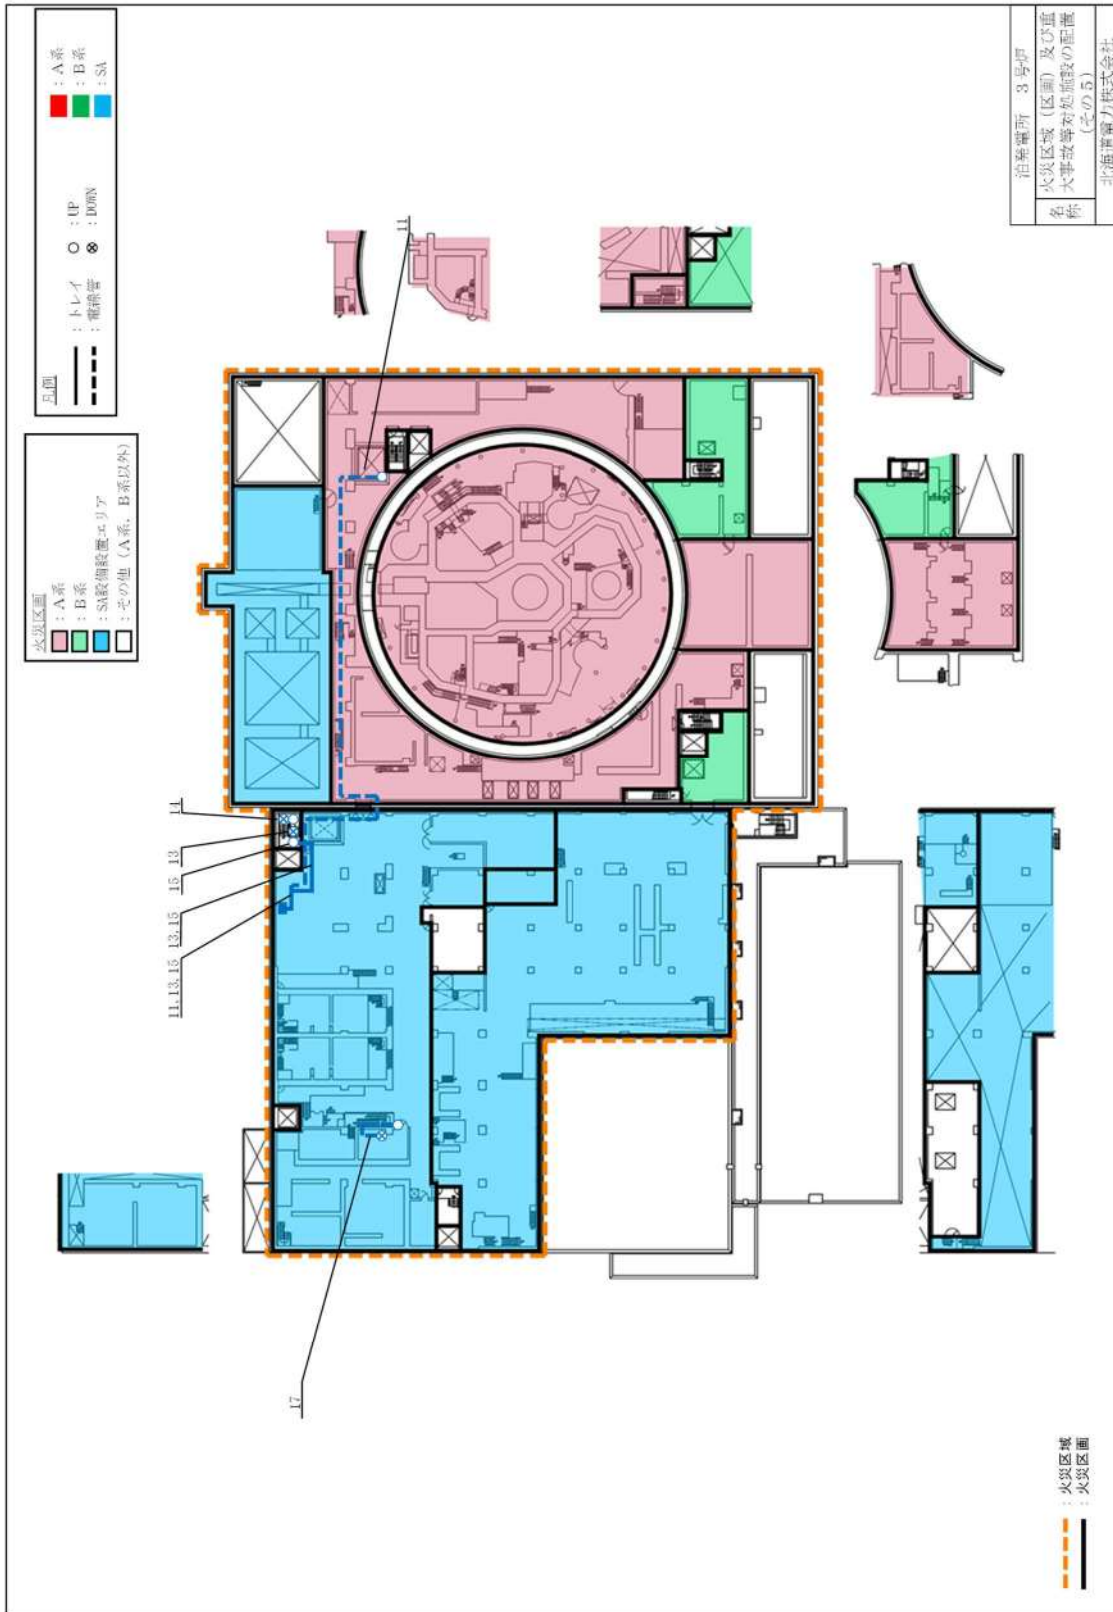 凡例
：トレイ
：電線管
○：UP
⊗：DOWN
：A系
：B系
：SA
火災区画
：A系
：B系
：SA設備設置エリア
：その他（A系，B系以外）
11
14
13
15
13,15
11,13,15
17
：火災区域
：火災区画
泊発電所　3号炉
名称
火災区域（区画）及び重
大事故等対処施設の配置
（その5）
北海道電力株式会社